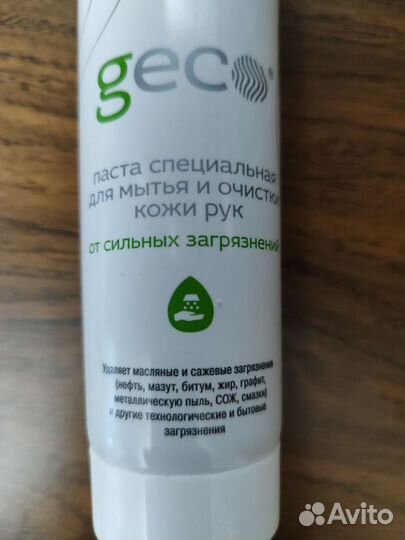 geco
паста специальная
для мытья и очистки
кожи рук
от сильных загрязнений
Удаляет масляные и сажевые загрязнения
(нефть, мазут, битум, жир, графит,
металлическую пыль, СОЖ, смазки)
и другие технологические и бытовые
загрязнения
Avito